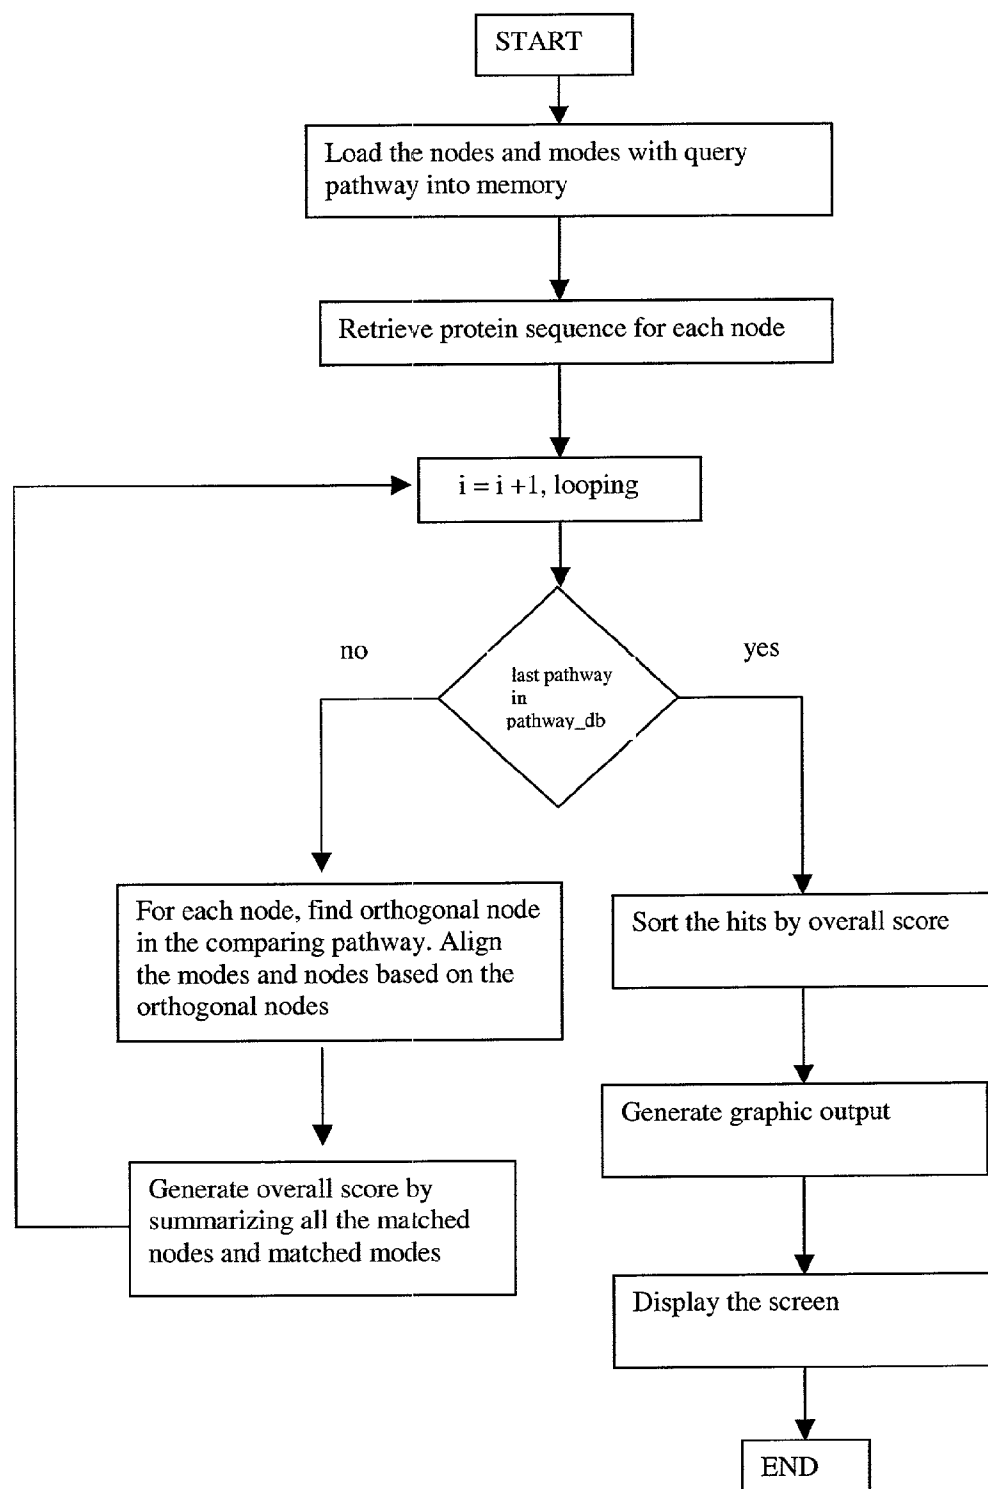 START
Load the nodes and modes with query
pathway into memory
Retrieve protein sequence for each node
i = i +1, looping
no
yes
last pathway
in
pathway_db
For each node, find orthogonal node
in the comparing pathway. Align
the modes and nodes based on the
orthogonal nodes
Sort the hits by overall score
Generate graphic output
Generate overall score by
summarizing all the matched
nodes and matched modes
Display the screen
END